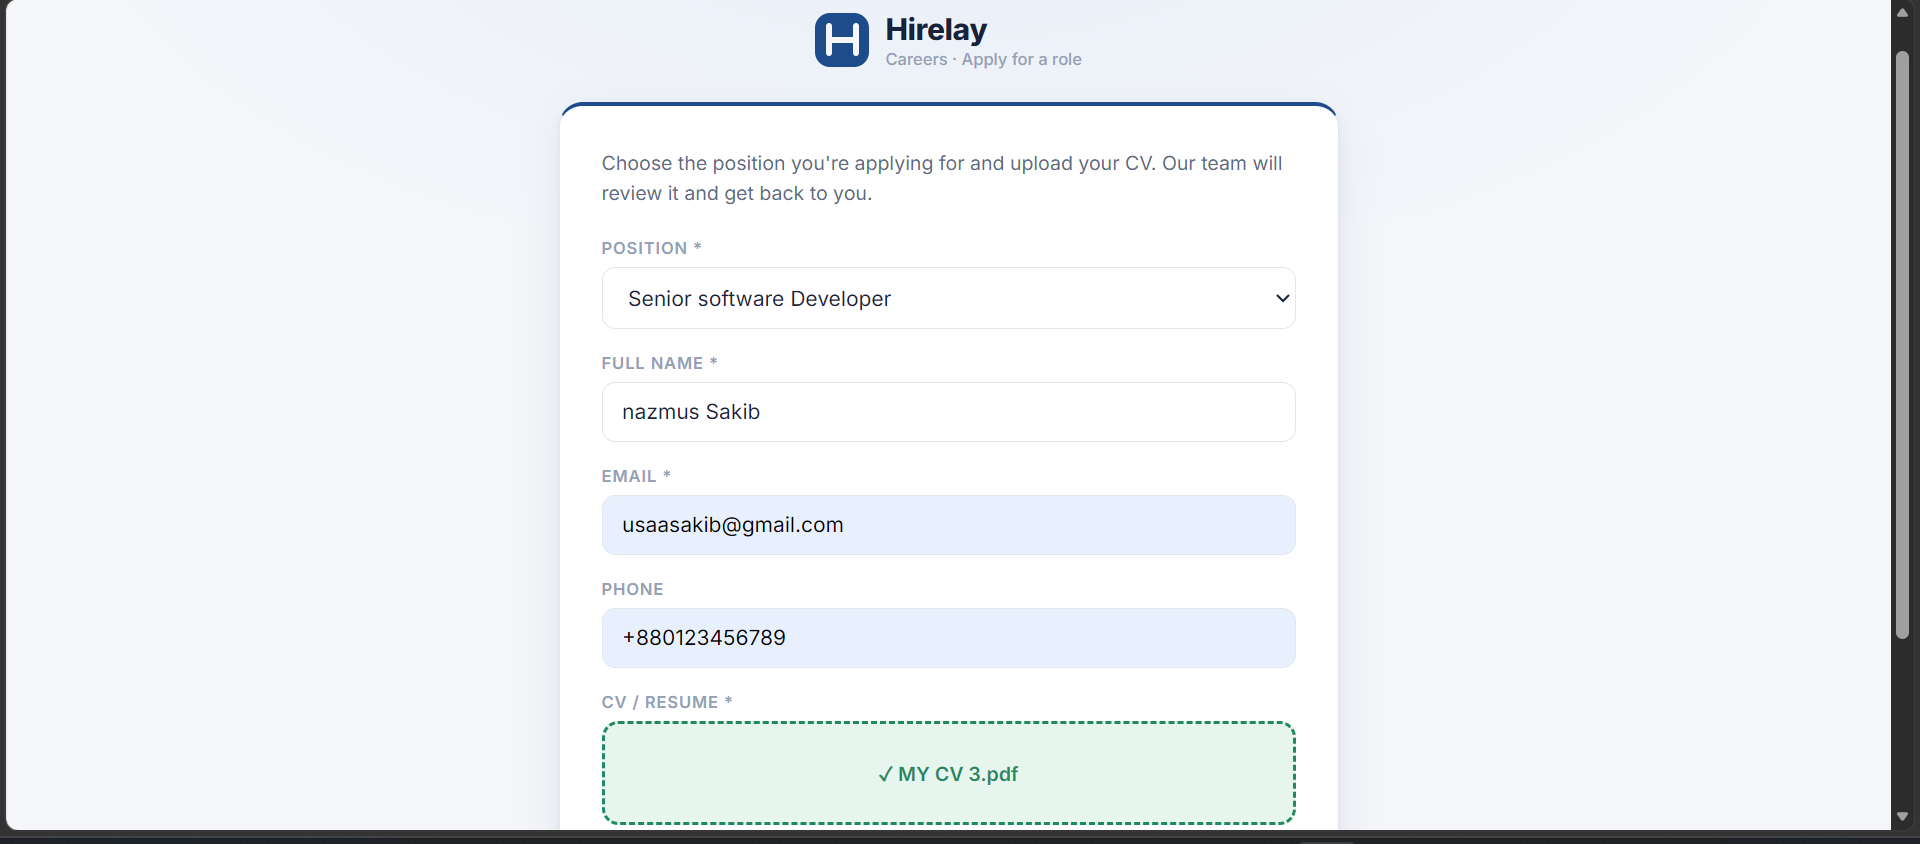 Hirelay
Careers · Apply for a role
Choose the position you're applying for and upload your CV. Our team will
review it and get back to you.
POSITION *
Senior software Developer
FULL NAME *
nazmus Sakib
EMAIL *
usaasakib@gmail.com
PHONE
+880123456789
CV / RESUME *
✓ MY CV 3.pdf